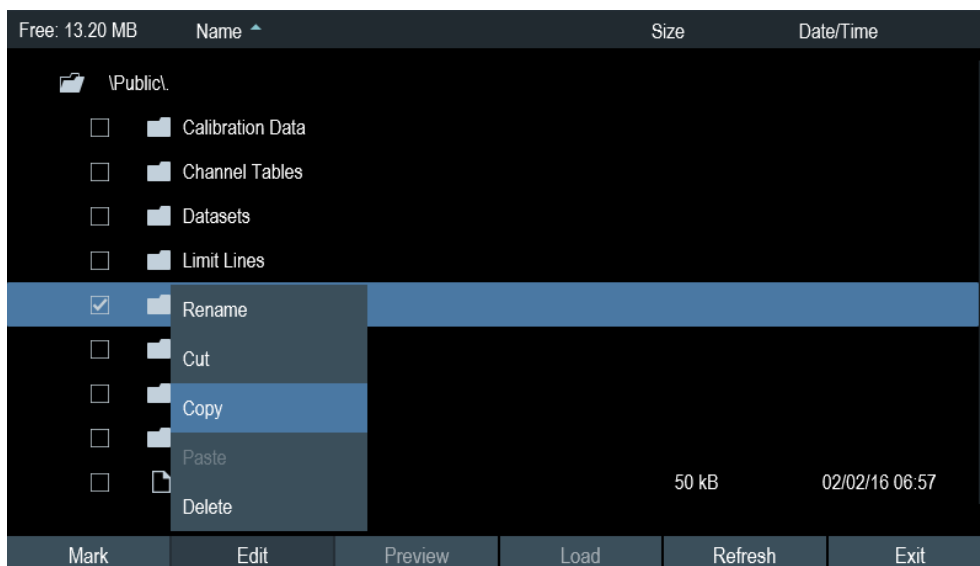 Free: 13.20 MB Name Size Date/Time
\Public\.
Calibration Data
Channel Tables
Datasets
Limit Lines
Rename
Cut
Copy
Paste
50 kB 02/02/16 06:57
Delete
Mark Edit Preview Load Refresh Exit